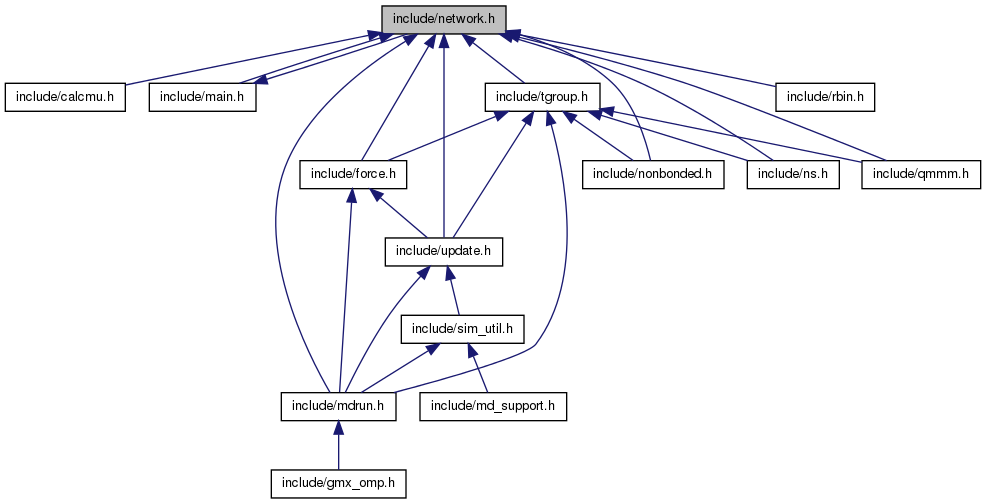 include/network.h
include/calcmu.h
include/main.h
include/tgroup.h
include/rbin.h
include/force.h
include/nonbonded.h
include/ns.h
include/qmmm.h
include/update.h
include/sim_util.h
include/mdrun.h
include/md_support.h
include/gmx_omp.h